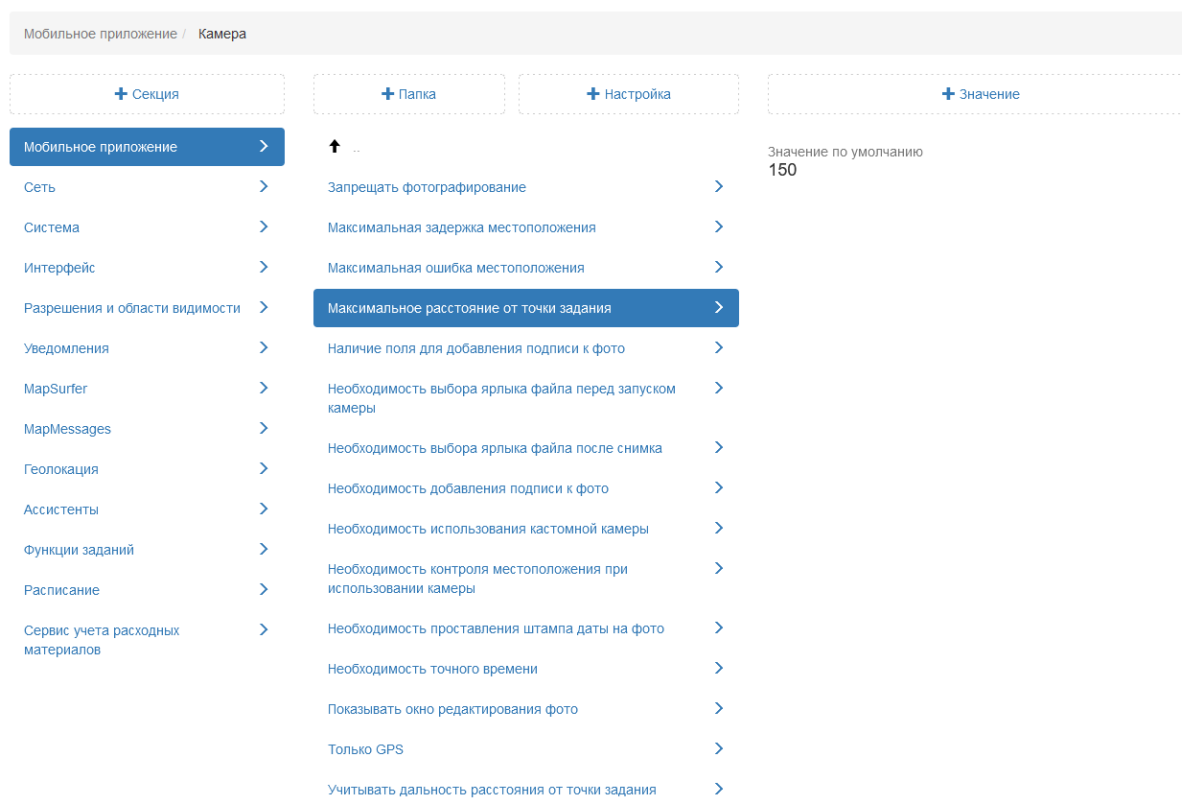 Мобильное приложение / Камера
+ Секция
+ Папка
+ Настройка
+ Значение
Мобильное приложение
Сеть
Система
Интерфейс
Разрешения и области видимости
Уведомления
MapSurfer
MapMessages
Геолокация
Ассистенты
Функции заданий
Расписание
Сервис учета расходных
материалов
..
Запрещать фотографирование
Максимальная задержка местоположения
Максимальная ошибка местоположения
Максимальное расстояние от точки задания
Наличие поля для добавления подписи к фото
Необходимость выбора ярлыка файла перед запуском
камеры
Необходимость выбора ярлыка файла после снимка
Необходимость добавления подписи к фото
Необходимость использования кастомной камеры
Необходимость контроля местоположения при
использовании камеры
Необходимость проставления штампа даты на фото
Необходимость точного времени
Показывать окно редактирования фото
Только GPS
Учитывать дальность расстояния от точки задания
Значение по умолчанию
150